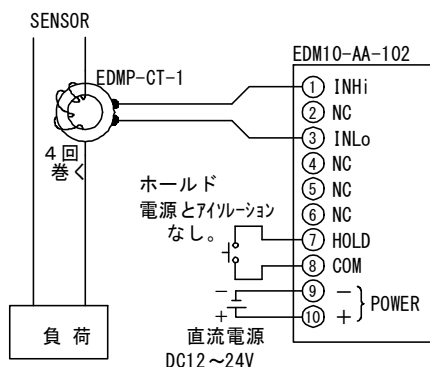 SENSOR
EDMP-CT-1
4回
巻く
負荷
EDM10-AA-102
① INHi
② NC
③ INLo
④ NC
⑤ NC
⑥ NC
⑦ HOLD
⑧ COM
⑨ －
⑩ ＋
POWER
ホールド
電源とｱｲｿﾚｰｼｮﾝ
なし。
－
＋
直流電源
DC12～24V